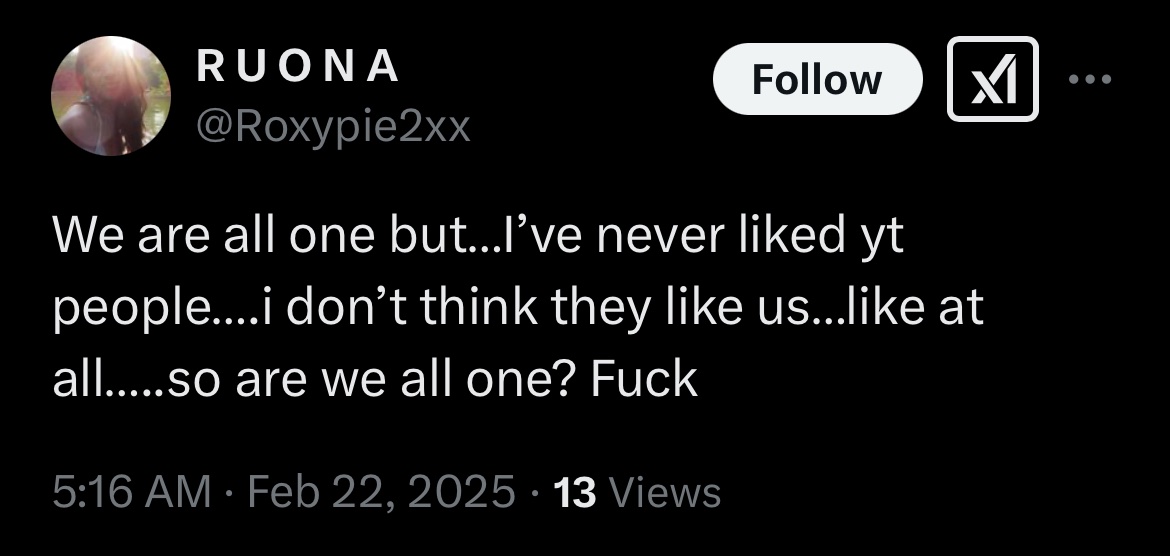 RUONA
@Roxypie2xx
Follow
We are all one but...I’ve never liked yt
people....i don’t think they like us...like at
all.....so are we all one? Fuck
5:16 AM · Feb 22, 2025 · 13 Views